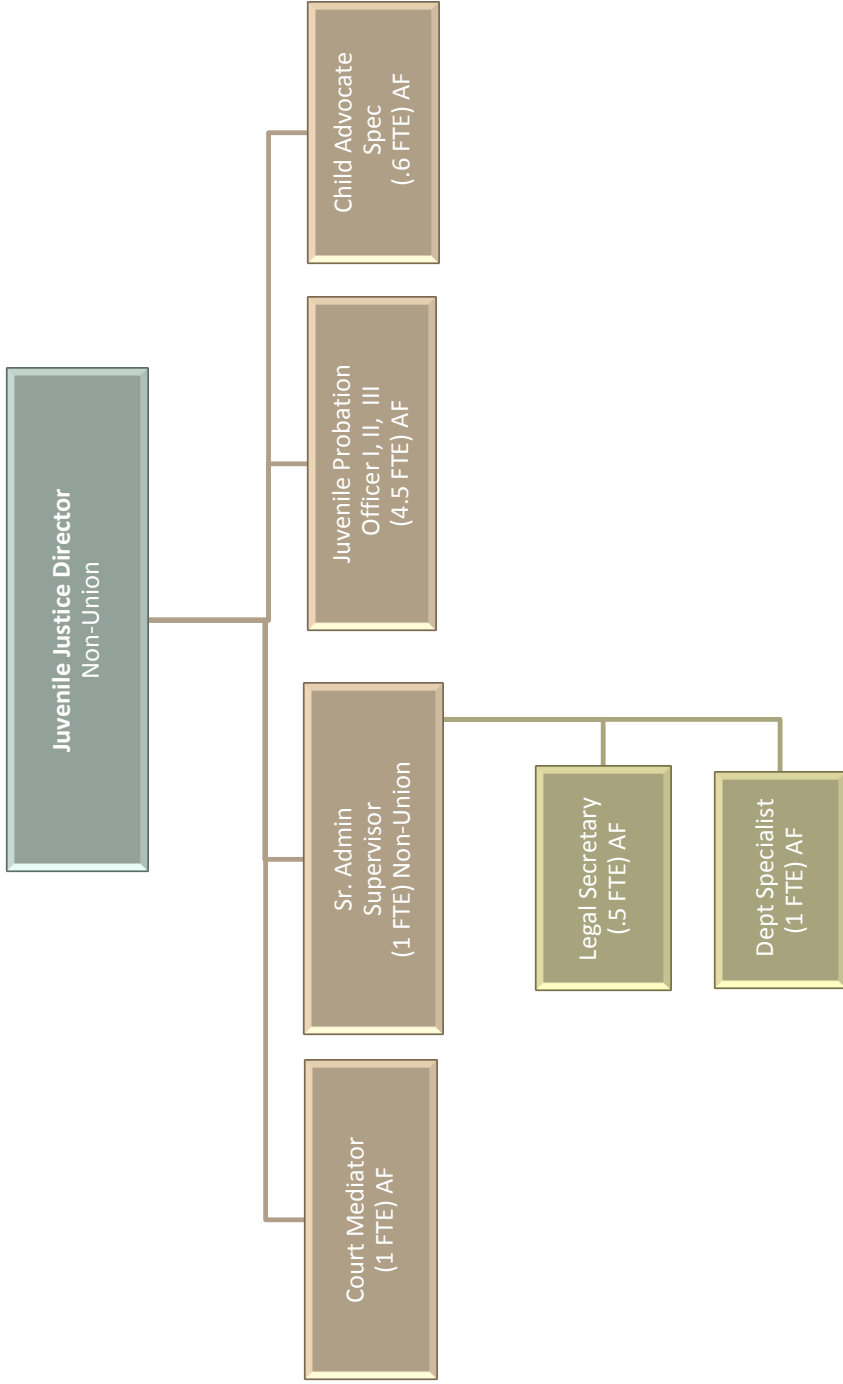 Juvenile Justice Director
Non-Union
Court Mediator
(1 FTE) AF
Sr. Admin
Supervisor
(1 FTE) Non-Union
Juvenile Probation
Officer I, II, III
(4.5 FTE) AF
Child Advocate
Spec
(.6 FTE) AF
Legal Secretary
(.5 FTE) AF
Dept Specialist
(1 FTE) AF